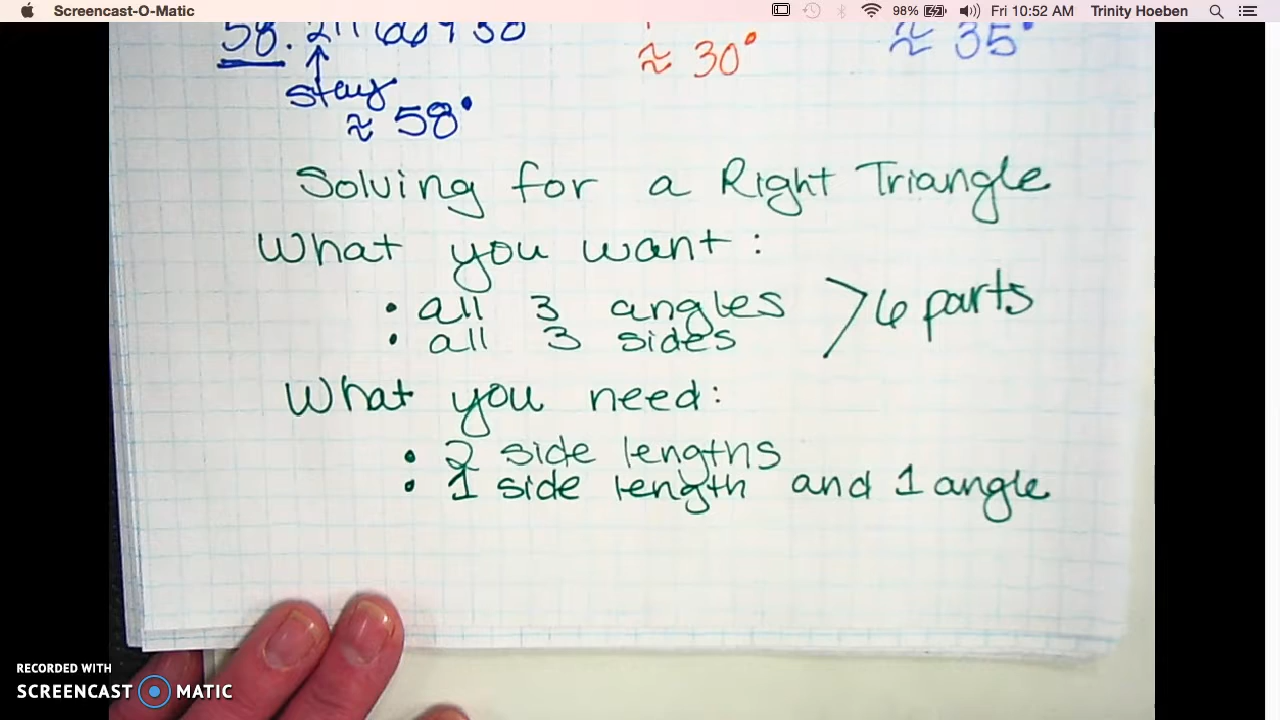 Screencast-O-Matic 98% Fri 10:52 AM Trinity Hoeben
58.
≈ 30°
≈ 35°
stay
≈ 58°
Solving for a Right Triangle
What you want:
• all 3 angles
• all 3 sides
> 6 parts
What you need:
• 2 side lengths
• 1 side length and 1 angle
RECORDED WITH
SCREENCAST MATIC